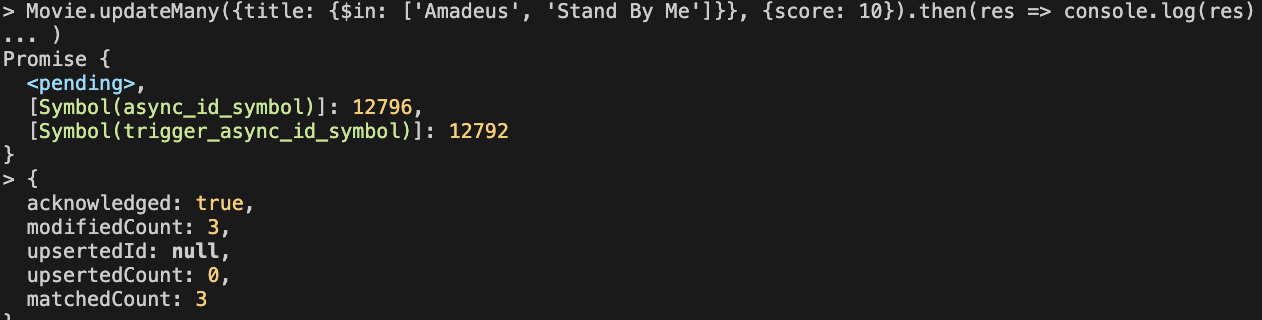 > Movie.updateMany({title: {$in: ['Amadeus', 'Stand By Me']}}, {score: 10}).then(res => console.log(res)
... )
Promise {
  <pending>,
  [Symbol(async_id_symbol)]: 12796,
  [Symbol(trigger_async_id_symbol)]: 12792
}
> {
  acknowledged: true,
  modifiedCount: 3,
  upsertedId: null,
  upsertedCount: 0,
  matchedCount: 3
}